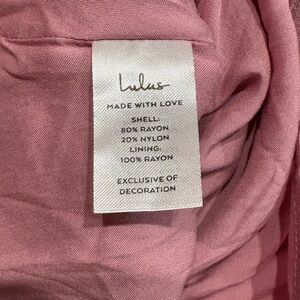 Lulus
MADE WITH LOVE
SHELL:
80% RAYON
20% NYLON
LINING:
100% RAYON
EXCLUSIVE OF
DECORATION